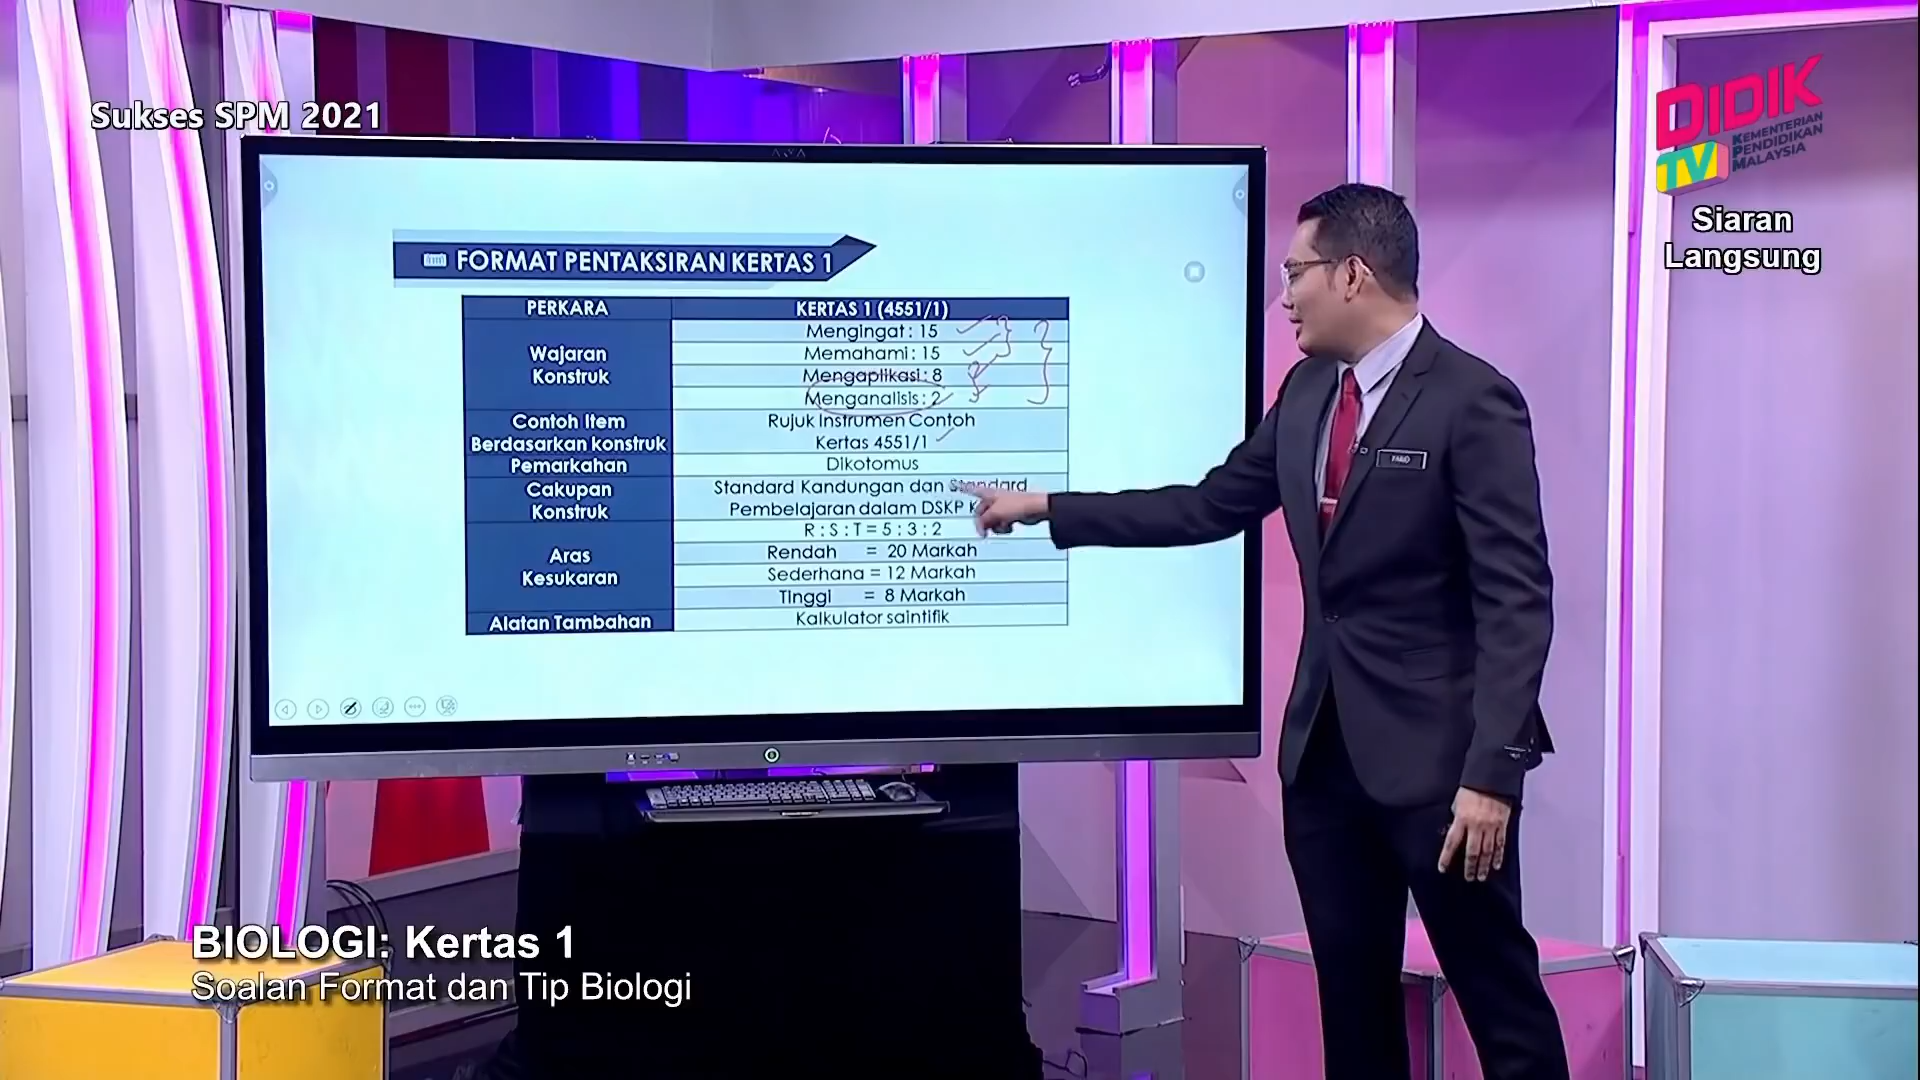 Sukses SPM 2021
DIDIK
TV
KEMENTERIAN
PENDIDIKAN
MALAYSIA
Siaran
Langsung
FORMAT PENTAKSIRAN KERTAS 1
PERKARA
KERTAS 1 (4551/1)
Wajaran
Konstruk
Mengingat : 15
Memahami : 15
Mengaplikasi : 8
Menganalisis : 2
Contoh Item
Berdasarkan konstruk
Rujuk Instrumen Contoh
Kertas 4551/1
Pemarkahan
Dikotomus
Cakupan
Konstruk
Standard Kandungan dan Standard
Pembelajaran dalam DSKP
Aras
Kesukaran
R : S : T = 5 : 3 : 2
Rendah = 20 Markah
Sederhana = 12 Markah
Tinggi = 8 Markah
Alatan Tambahan
Kalkulator saintifik
BIOLOGI: Kertas 1
Soalan Format dan Tip Biologi